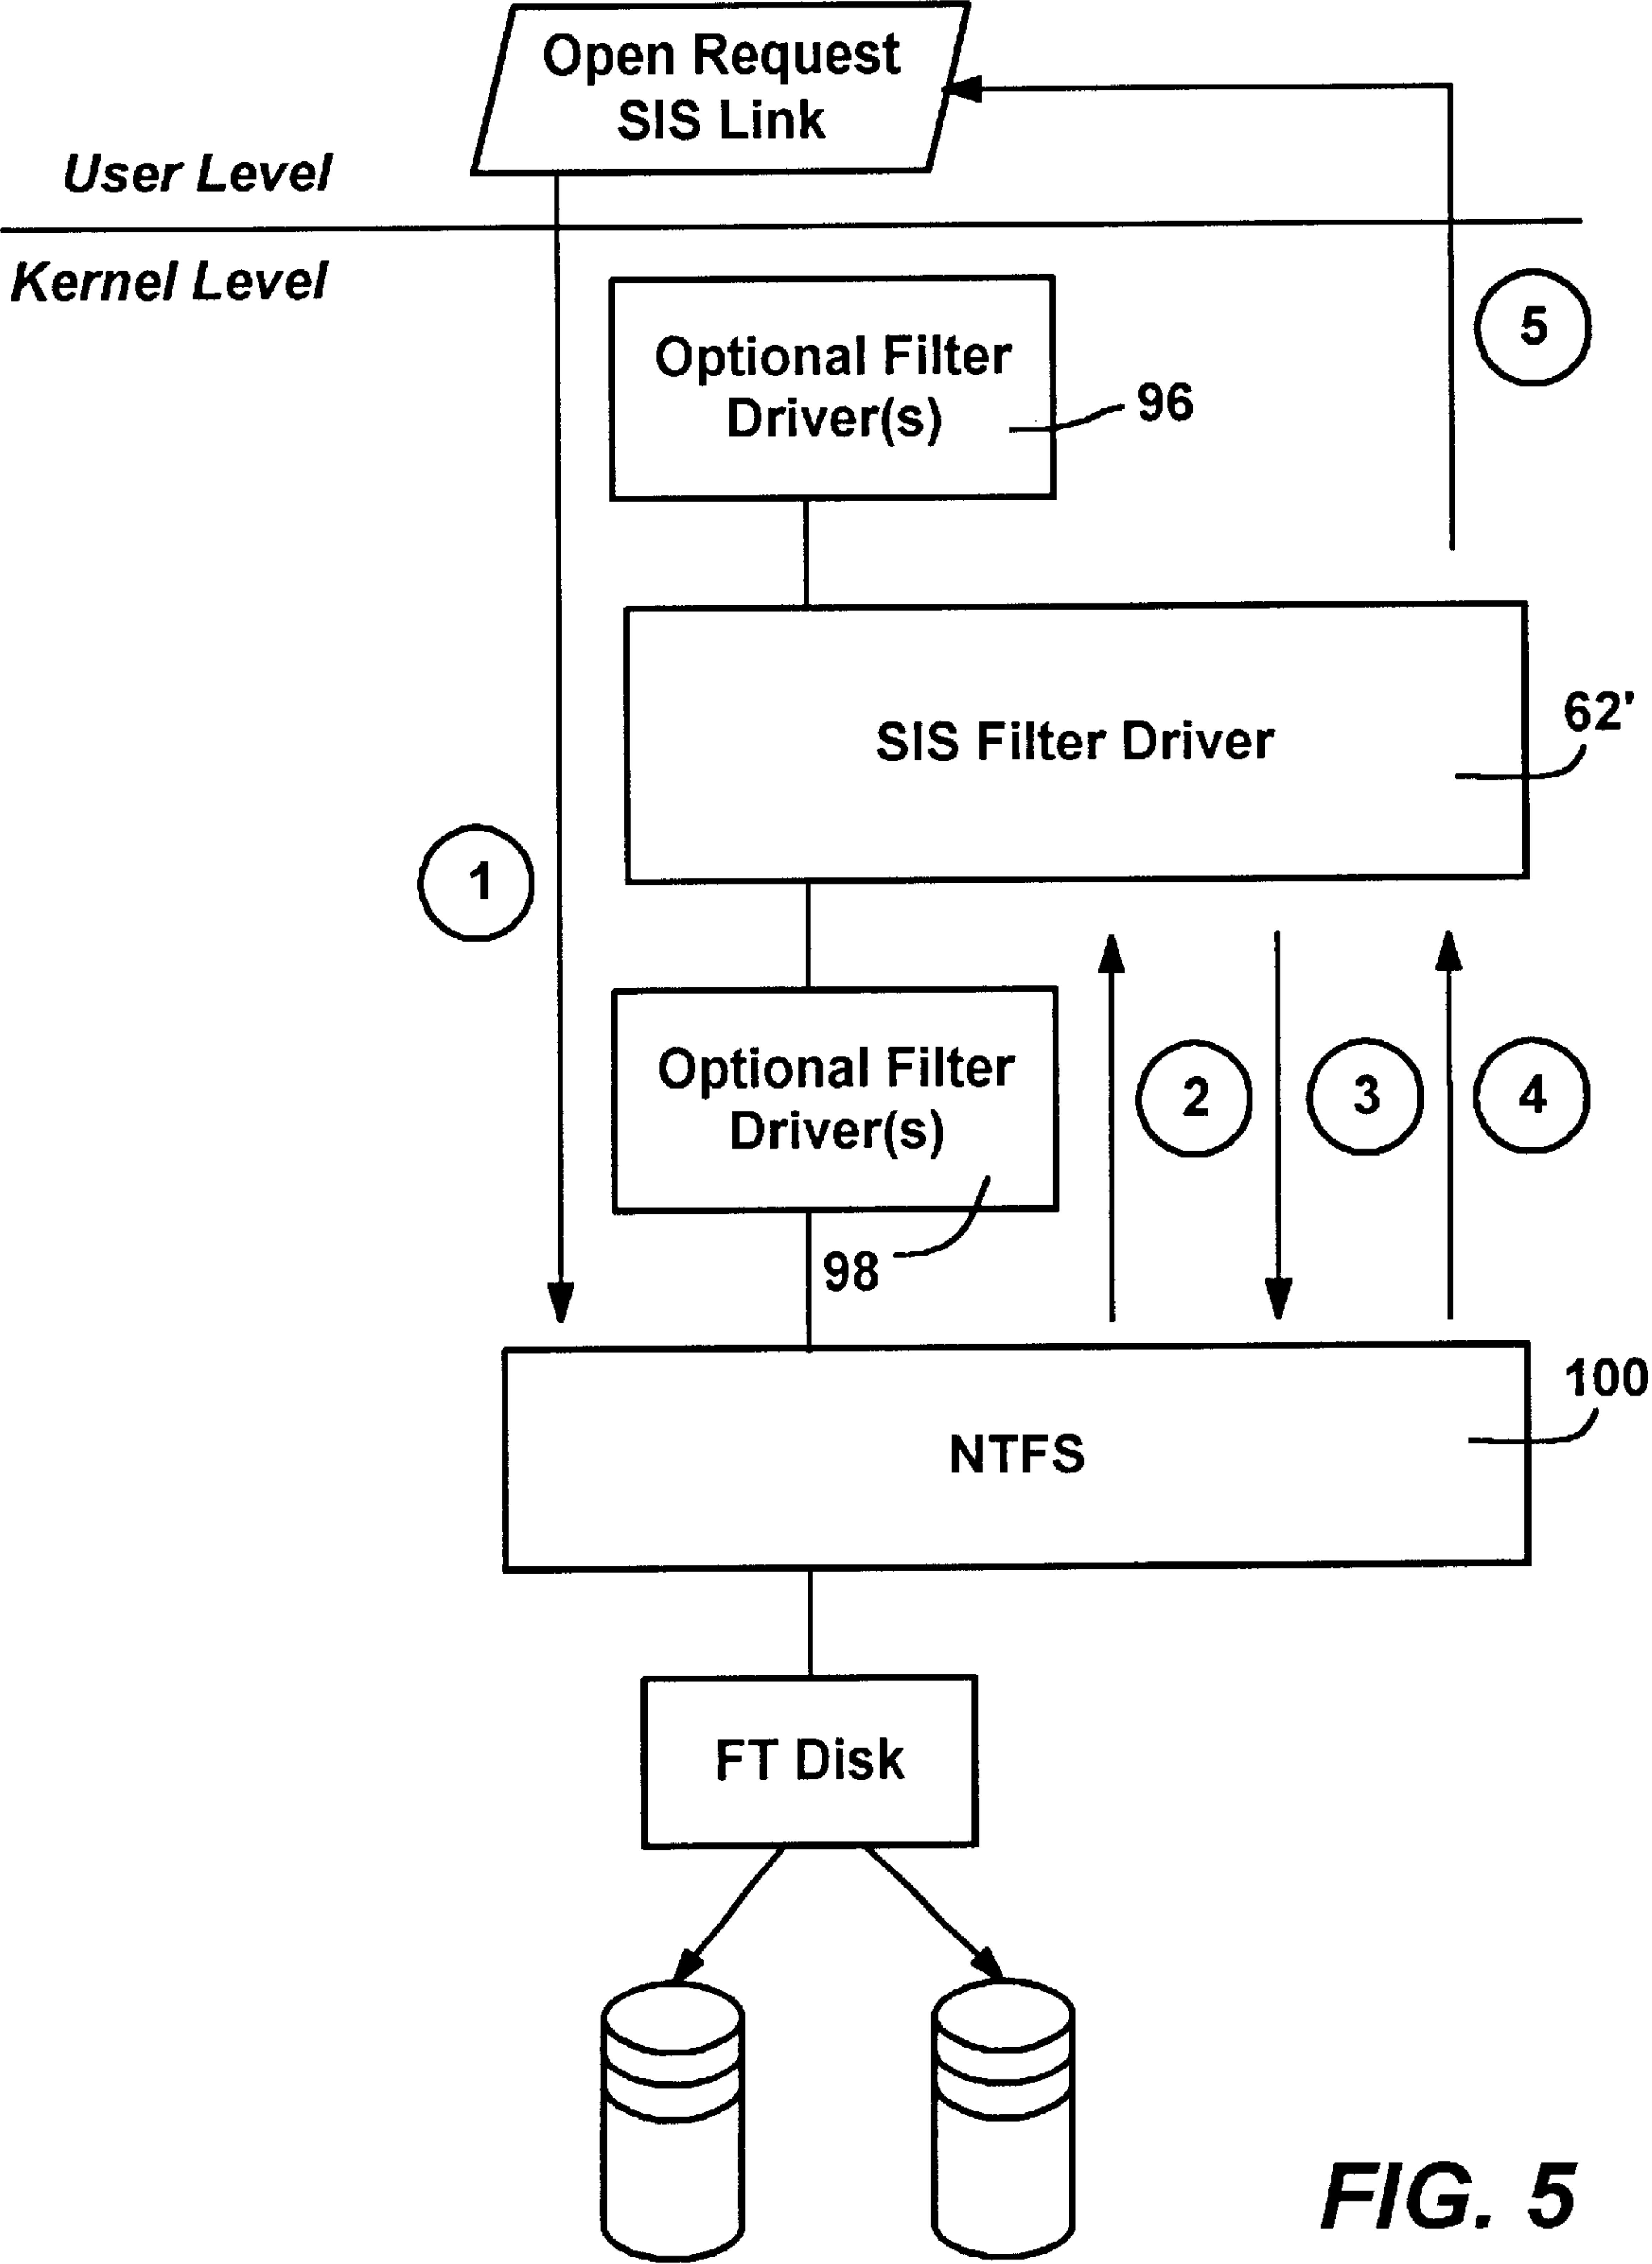 Open Request
SIS Link
User Level
Kernel Level
5
Optional Filter
Driver(s)
96
62'
SIS Filter Driver
1
Optional Filter
Driver(s)
2
3
4
98
100
NTFS
FT Disk
FIG. 5